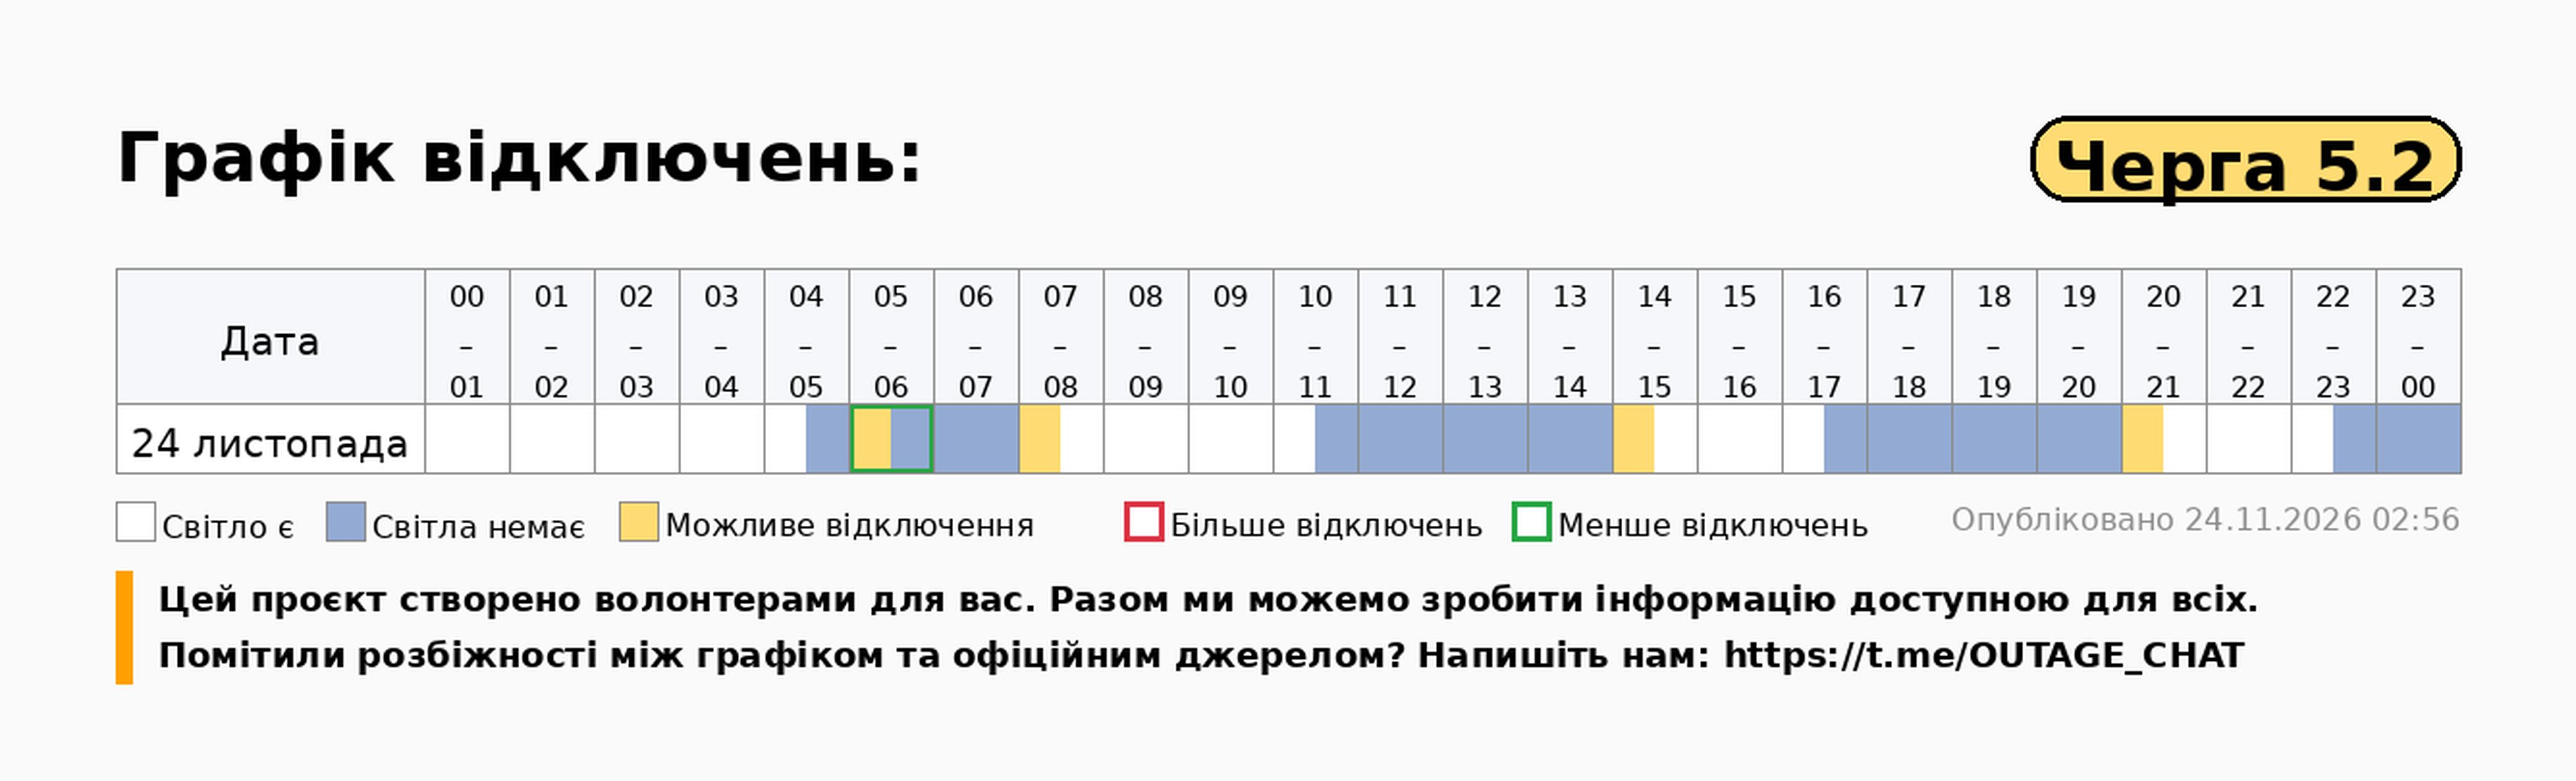 Графік відключень:
Черга 5.2
Дата
00 – 01
01 – 02
02 – 03
03 – 04
04 – 05
05 – 06
06 – 07
07 – 08
08 – 09
09 – 10
10 – 11
11 – 12
12 – 13
13 – 14
14 – 15
15 – 16
16 – 17
17 – 18
18 – 19
19 – 20
20 – 21
21 – 22
22 – 23
23 – 00
24 листопада
Світло є
Світла немає
Можливе відключення
Більше відключень
Менше відключень
Опубліковано 24.11.2026 02:56
Цей проєкт створено волонтерами для вас. Разом ми можемо зробити інформацію доступною для всіх.
Помітили розбіжності між графіком та офіційним джерелом? Напишіть нам: https://t.me/OUTAGE_CHAT